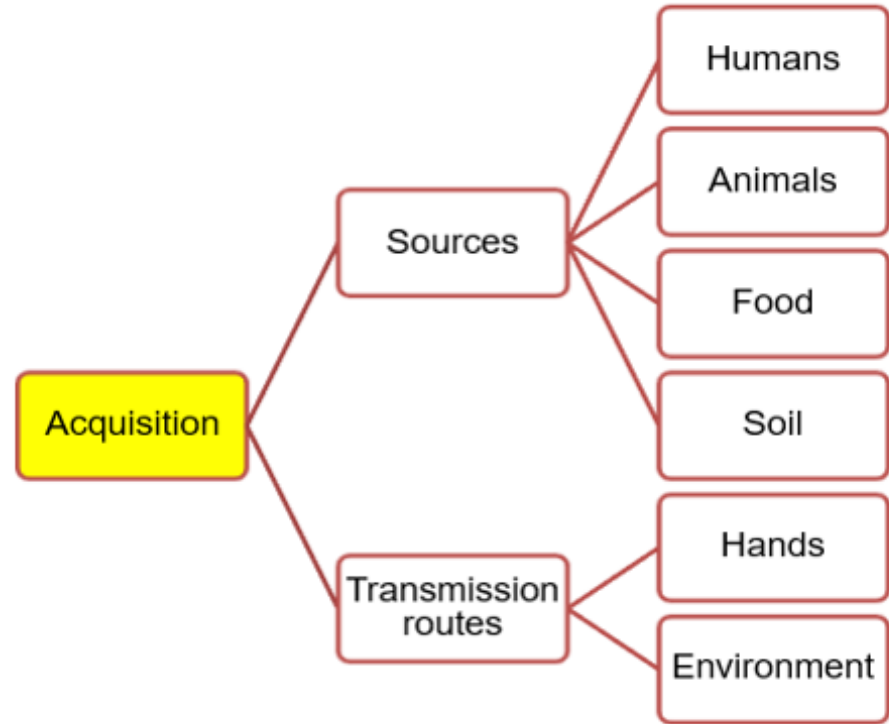 Humans
Animals
Sources
Food
Acquisition
Soil
Hands
Transmission
routes
Environment